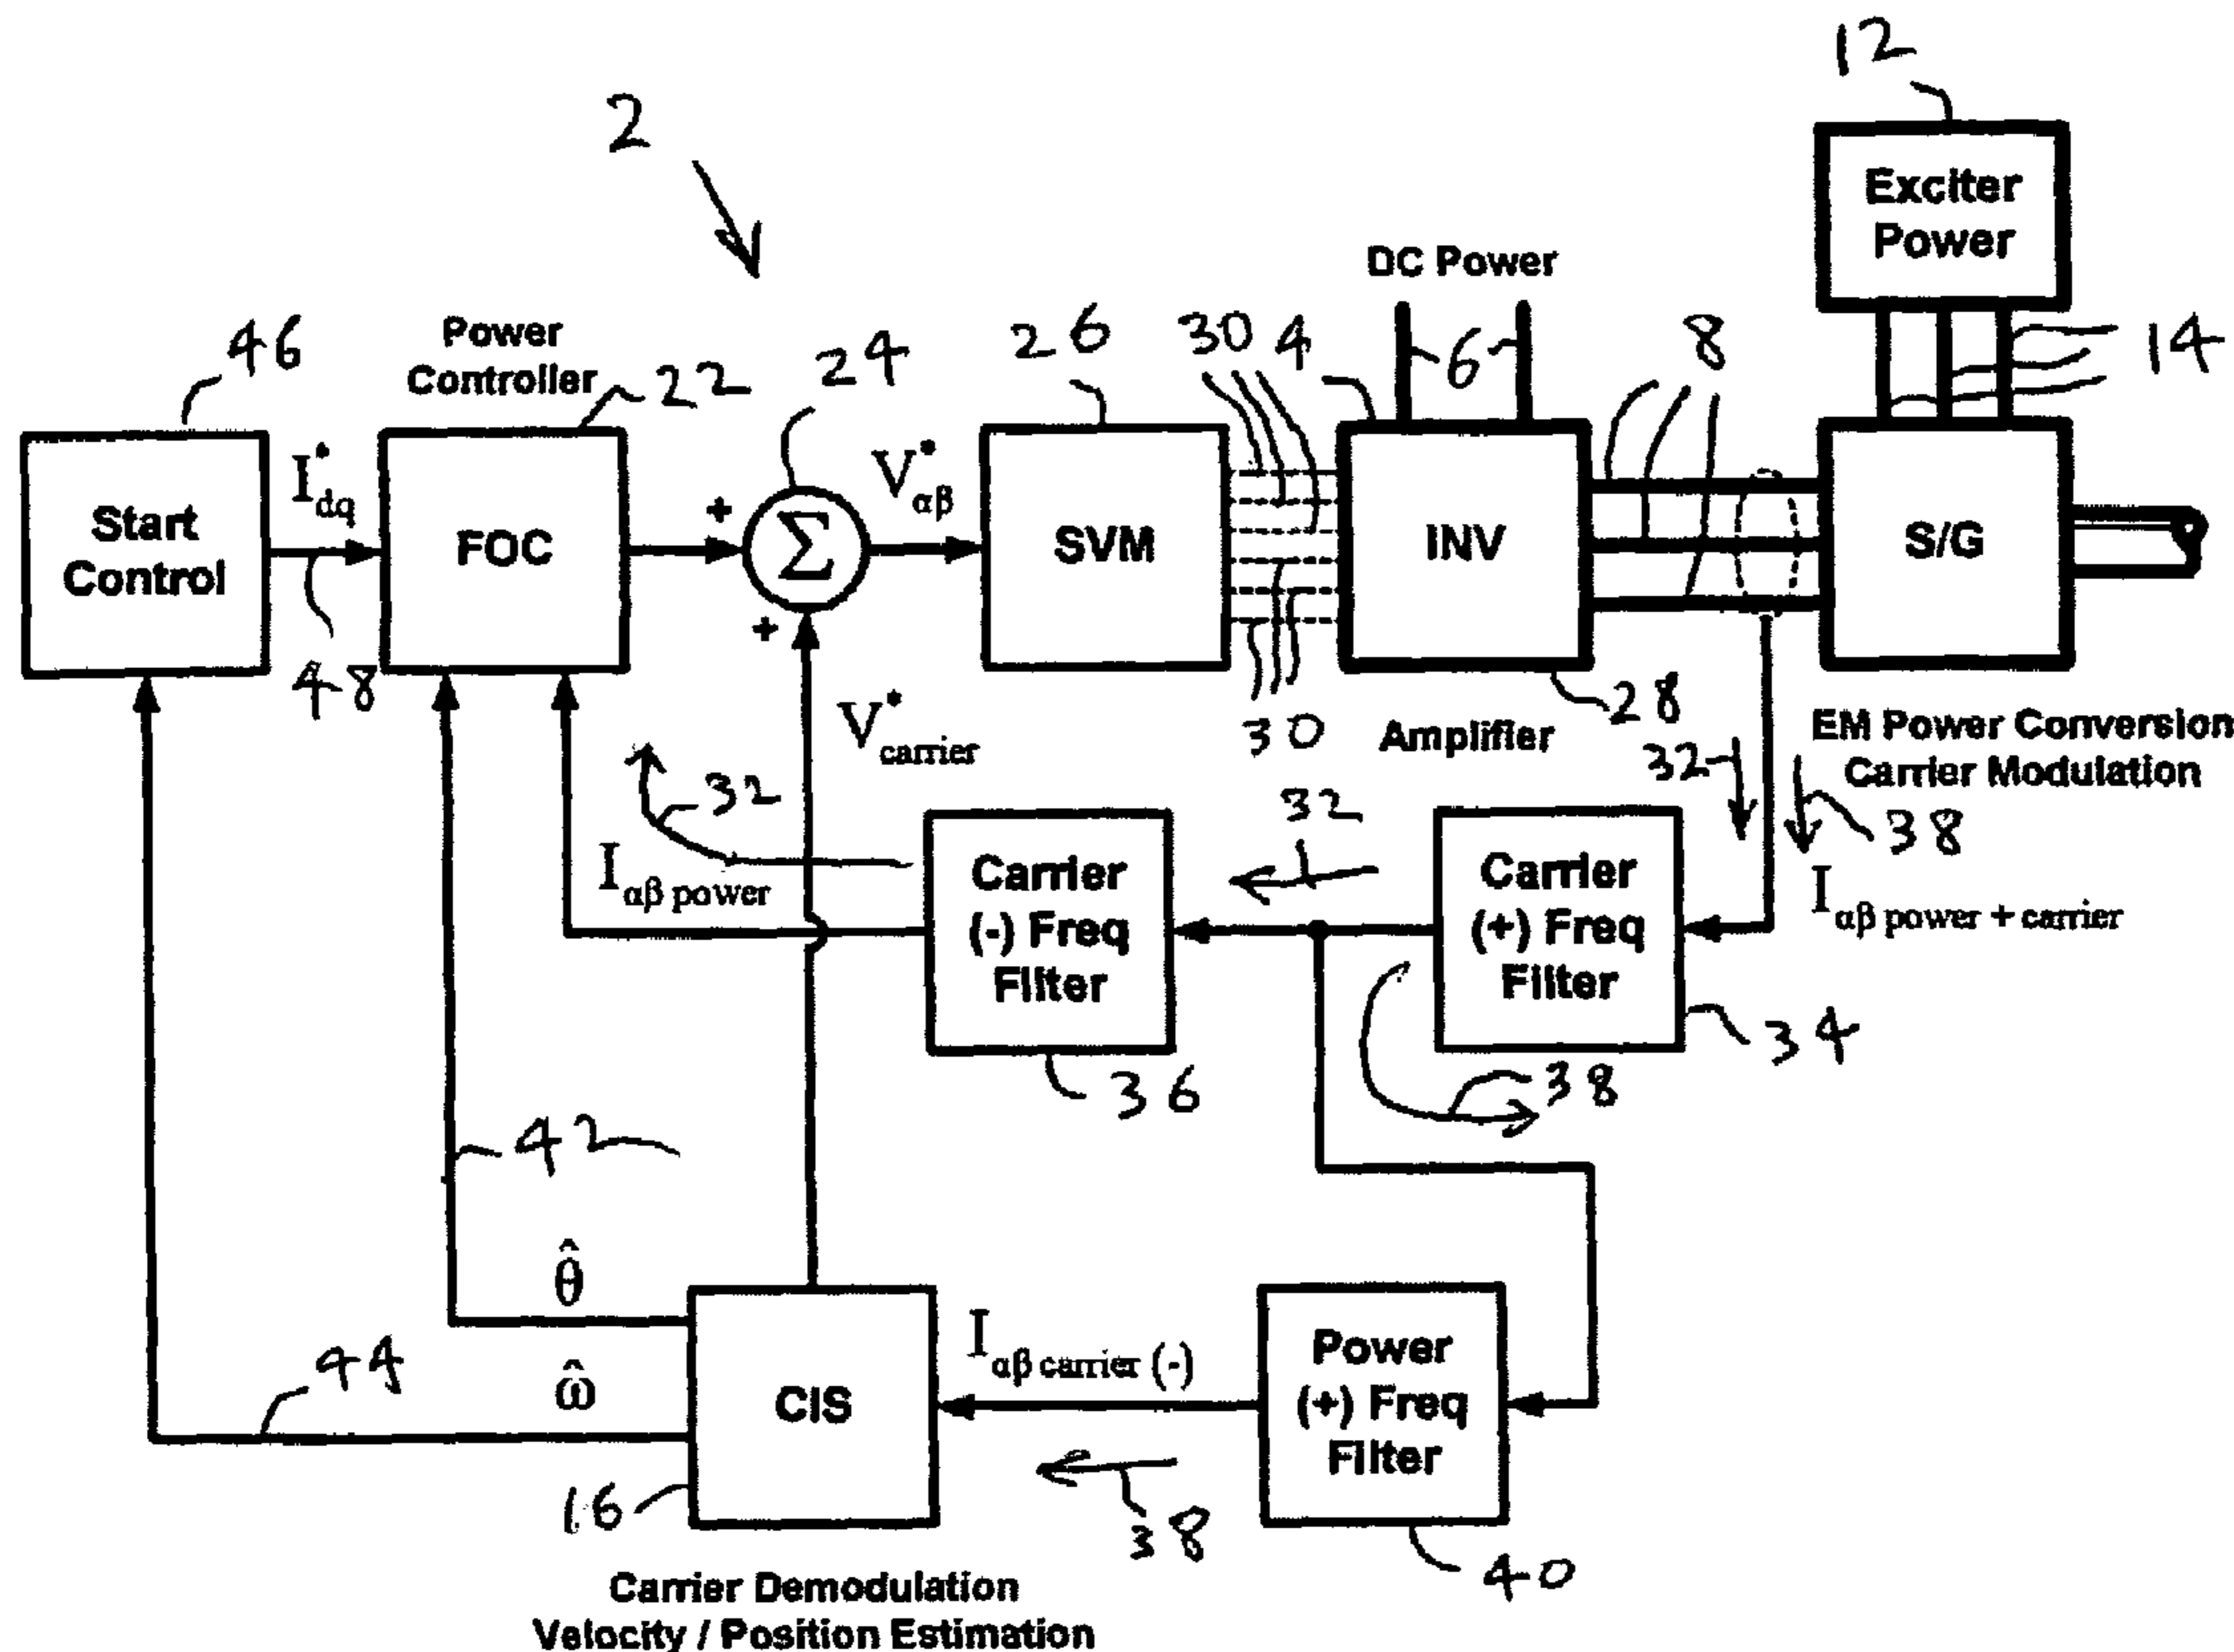 12
2
Exciter
Power
DC Power
14
46
Power
Controller
22
24
26
30
4
6
8
I*dq
V*αβ
Start
Control
FOC
+
Σ
SVM
INV
S/G
+
48
V*carrier
30
28
Amplifier
EM Power Conversion
Carrier Modulation
32
32
32
38
Iαβ power
Carrier
(-) Freq
Filter
Carrier
(+) Freq
Filter
Iαβ power + carrier
34
36
38
42
θ̂
44
ω̂
CIS
Iαβ carrier (-)
Power
(+) Freq
Filter
16
38
40
Carrier Demodulation
Velocity / Position Estimation